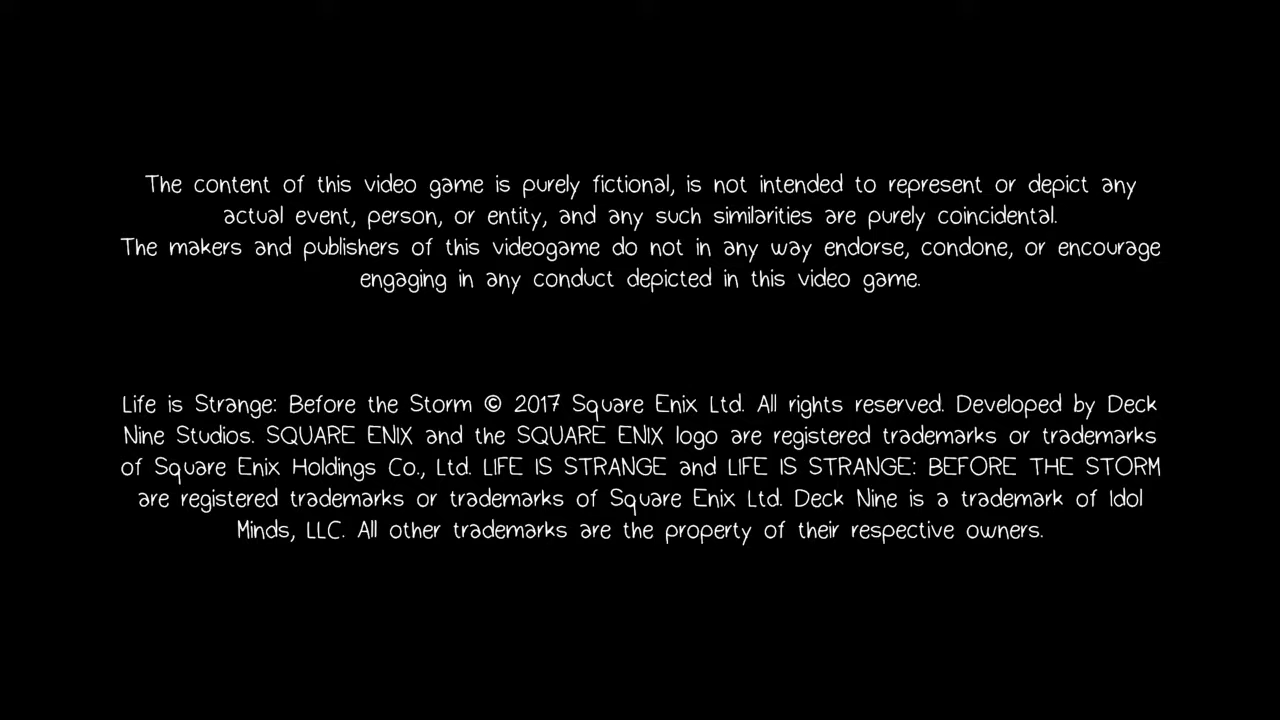 The content of this video game is purely fictional, is not intended to represent or depict any
actual event, person, or entity, and any such similarities are purely coincidental.
The makers and publishers of this videogame do not in any way endorse, condone, or encourage
engaging in any conduct depicted in this video game.
Life is Strange: Before the Storm © 2017 Square Enix Ltd. All rights reserved. Developed by Deck
Nine Studios. SQUARE ENIX and the SQUARE ENIX logo are registered trademarks or trademarks
of Square Enix Holdings Co., Ltd. LIFE IS STRANGE and LIFE IS STRANGE: BEFORE THE STORM
are registered trademarks or trademarks of Square Enix Ltd. Deck Nine is a trademark of Idol
Minds, LLC. All other trademarks are the property of their respective owners.